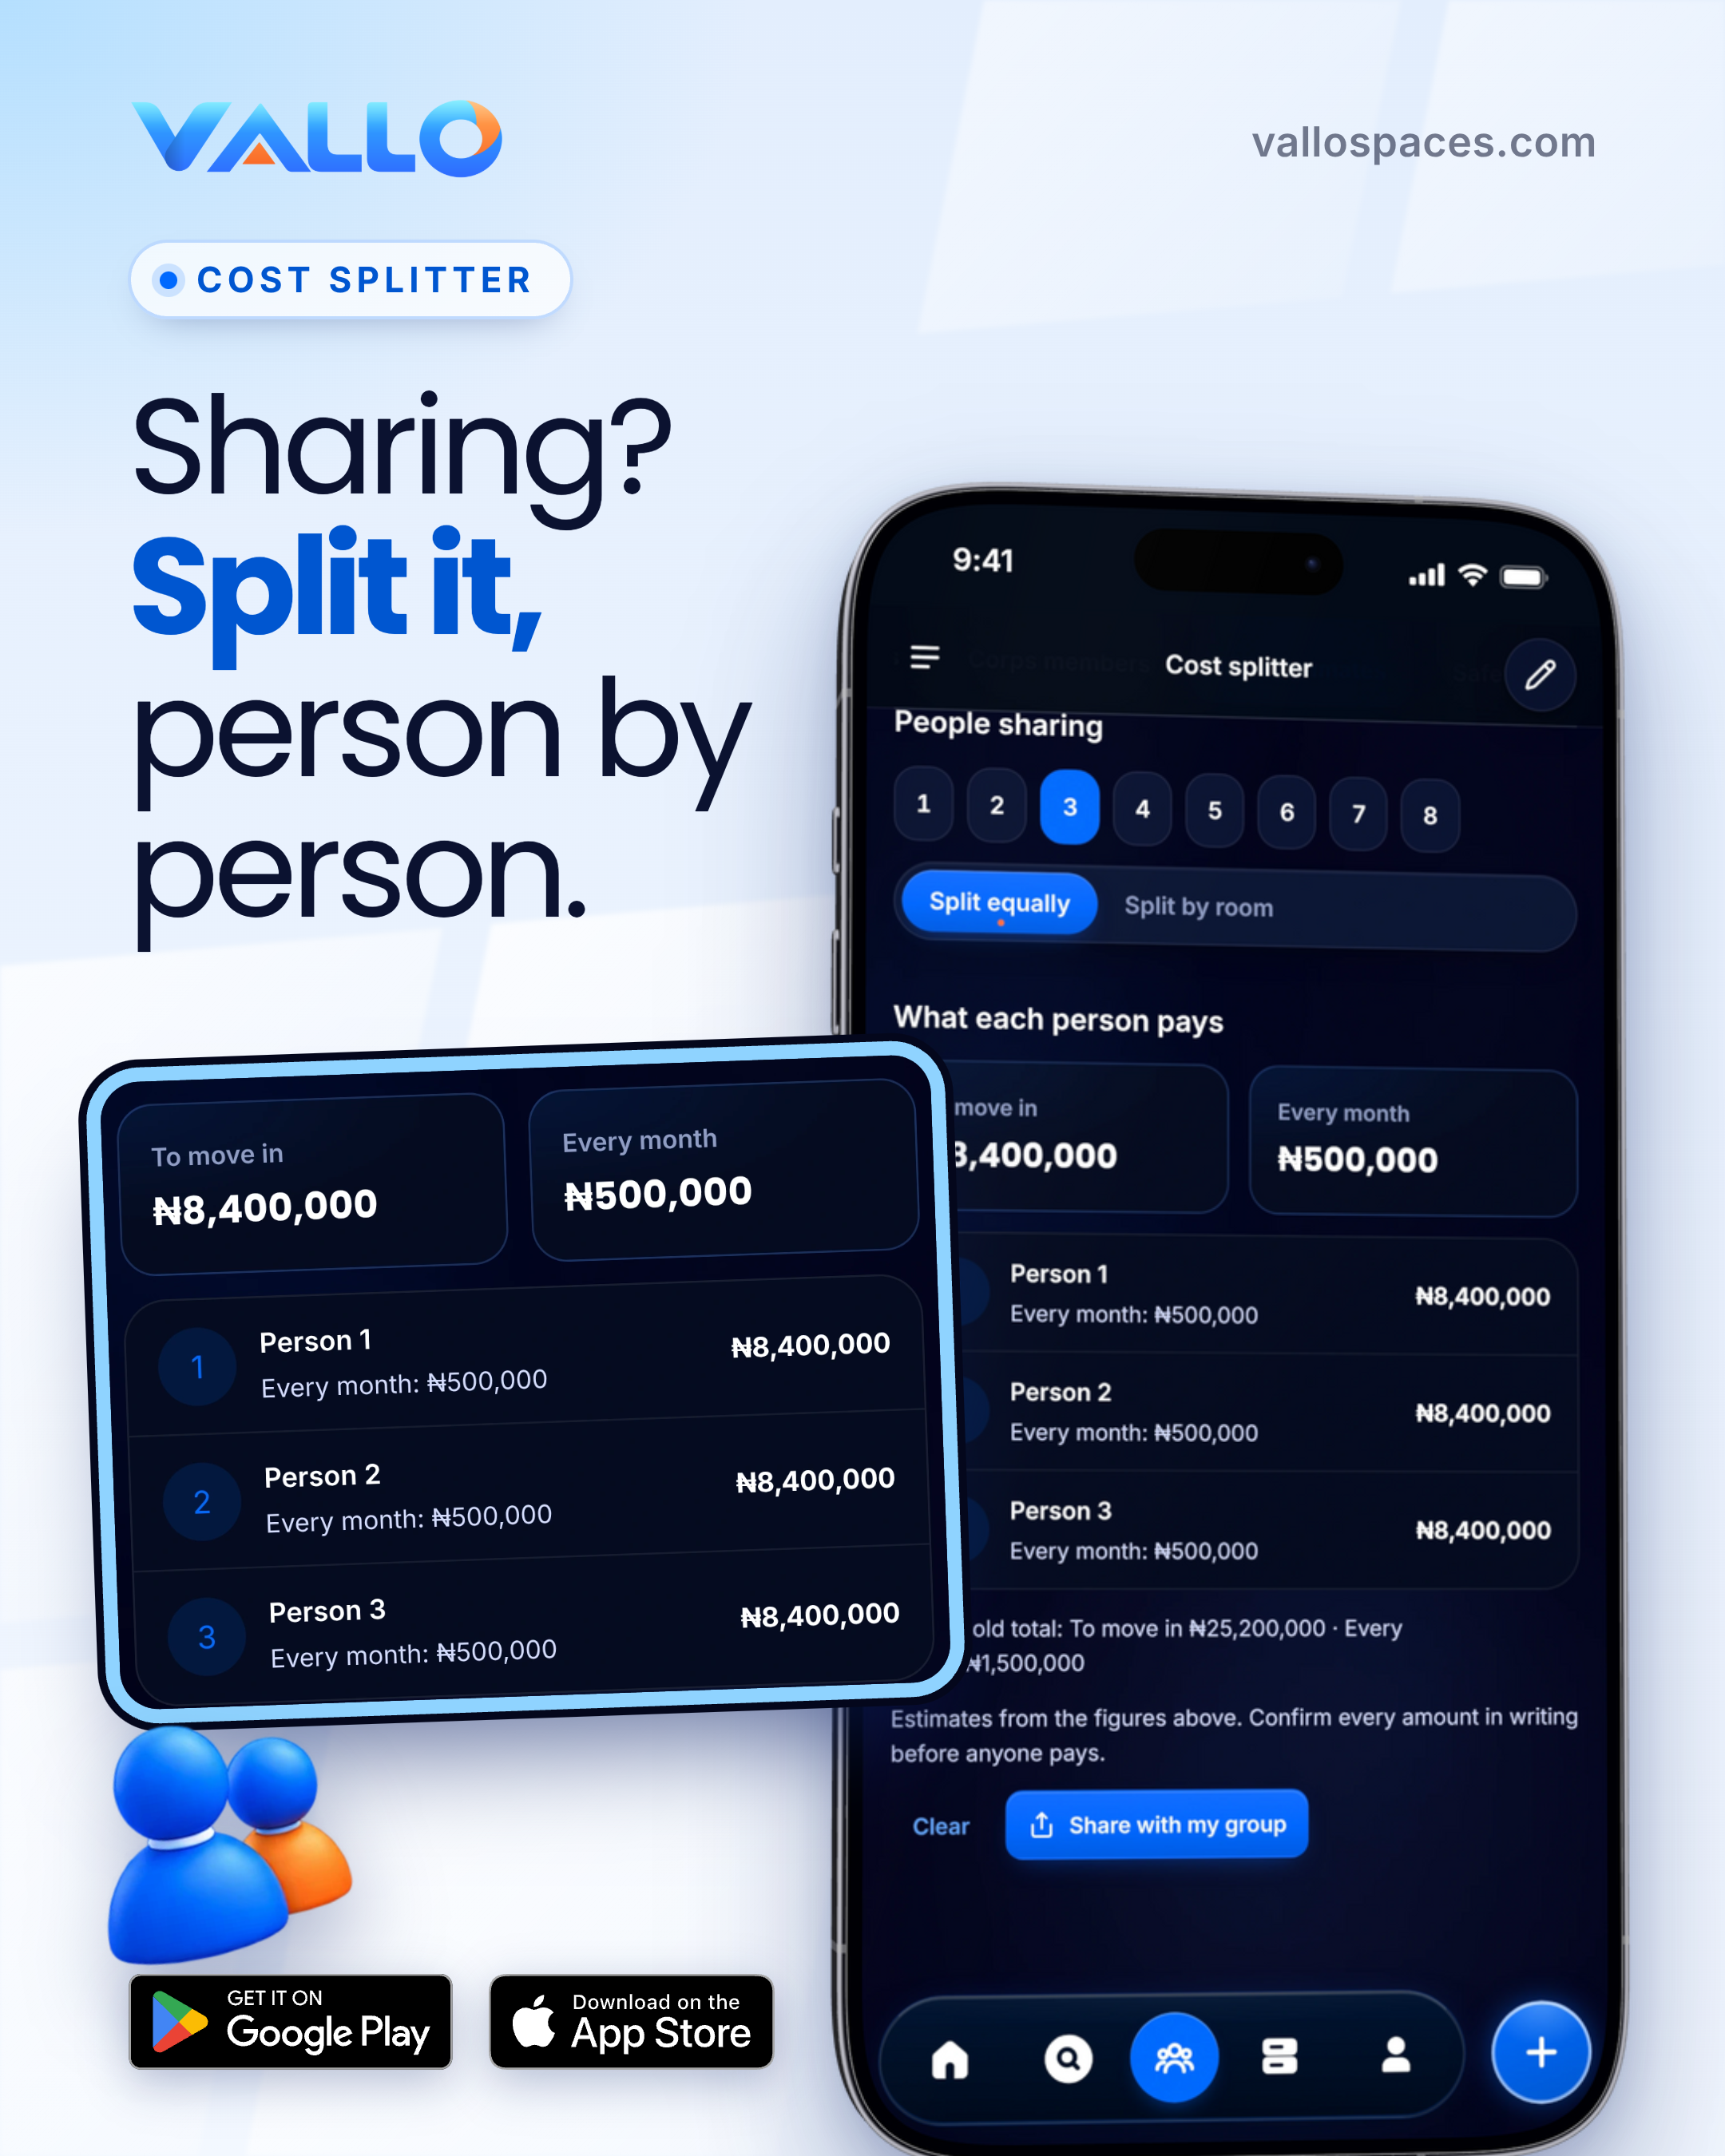 VALLO
vallospaces.com
COST SPLITTER
Sharing?
Split it,
person by
person.
9:41
Corps members
Safe
Cost splitter
People sharing
1 2 3 4 5 6 7 8
Split equally Split by room
What each person pays
move in
8,400,000
Every month
₦500,000
Person 1
Every month: ₦500,000
₦8,400,000
Person 2
Every month: ₦500,000
₦8,400,000
Person 3
Every month: ₦500,000
₦8,400,000
old total: To move in ₦25,200,000 · Every
₦1,500,000
Estimates from the figures above. Confirm every amount in writing
before anyone pays.
Clear
Share with my group
To move in
₦8,400,000
Every month
₦500,000
1
Person 1
Every month: ₦500,000
₦8,400,000
2
Person 2
Every month: ₦500,000
₦8,400,000
3
Person 3
Every month: ₦500,000
₦8,400,000
GET IT ON
Google Play
Download on the
App Store